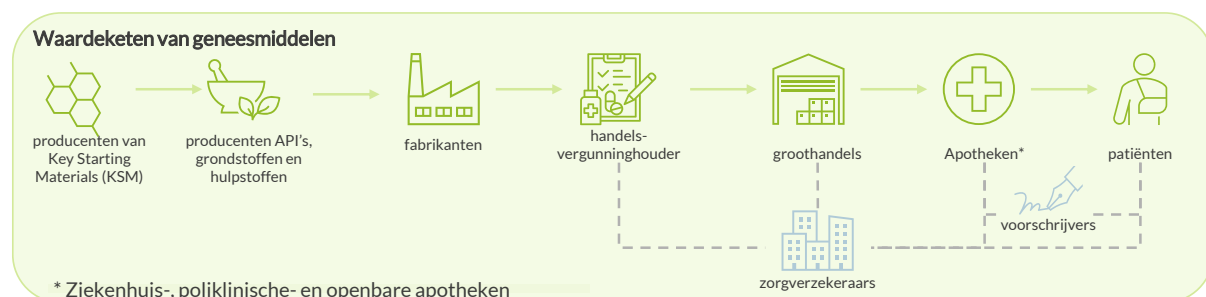 Waardeketen van geneesmiddelen
producenten van
Key Starting
Materials (KSM)
producenten API's,
grondstoffen en
hulpstoffen
fabrikanten
handels-
vergunninghouder
groothandels
Apotheken*
patiënten
voorschrijvers
zorgverzekeraars
* Ziekenhuis-, poliklinische- en openbare apotheken